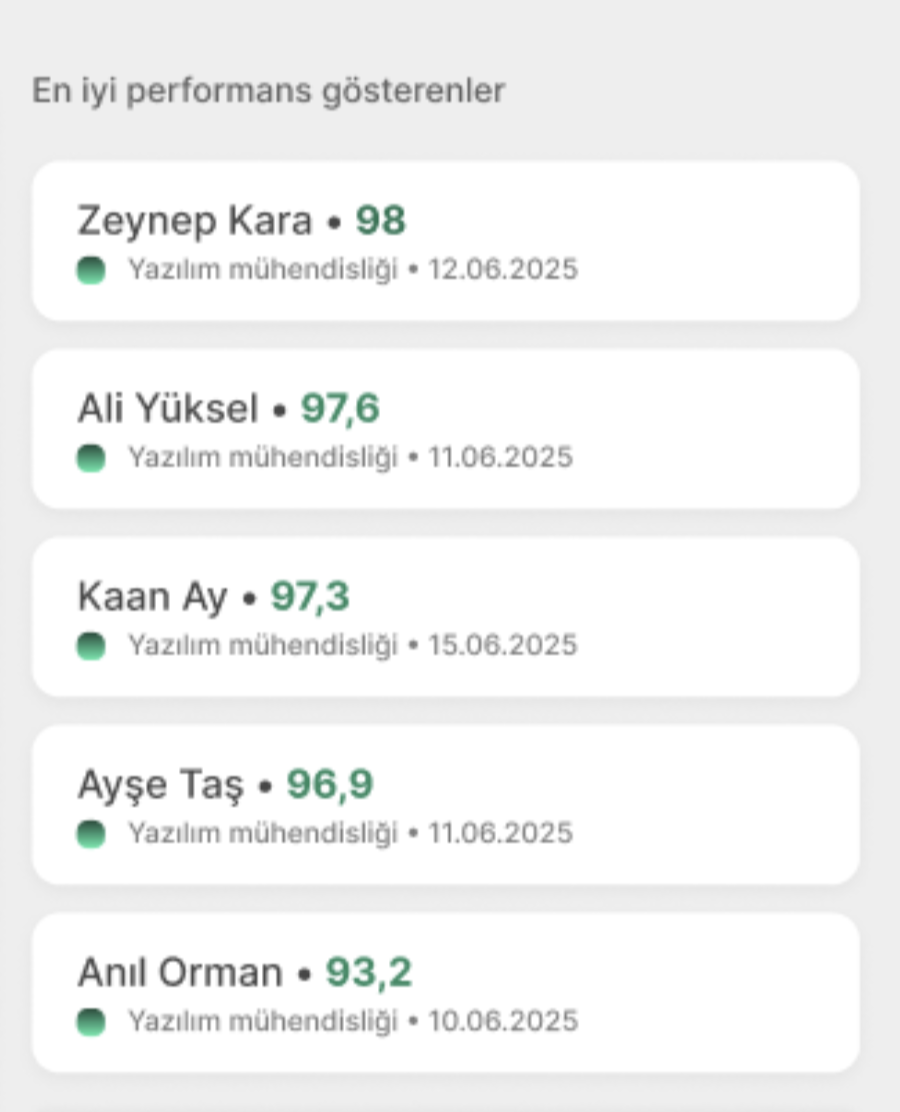 En iyi performans gösterenler
Zeynep Kara • 98
Yazılım mühendisliği • 12.06.2025
Ali Yüksel • 97,6
Yazılım mühendisliği • 11.06.2025
Kaan Ay • 97,3
Yazılım mühendisliği • 15.06.2025
Ayşe Taş • 96,9
Yazılım mühendisliği • 11.06.2025
Anıl Orman • 93,2
Yazılım mühendisliği • 10.06.2025